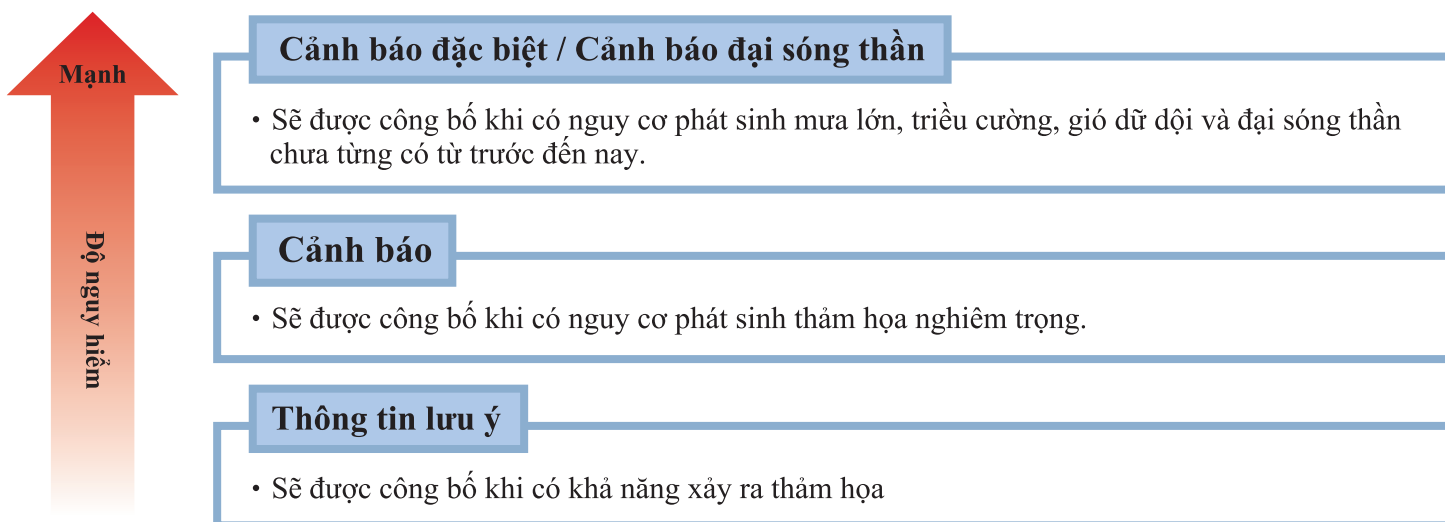 Mạnh
Độ nguy hiểm
Cảnh báo đặc biệt / Cảnh báo đại sóng thần
・Sẽ được công bố khi có nguy cơ phát sinh mưa lớn, triều cường, gió dữ dội và đại sóng thần
chưa từng có từ trước đến nay.
Cảnh báo
・Sẽ được công bố khi có nguy cơ phát sinh thảm họa nghiêm trọng.
Thông tin lưu ý
・Sẽ được công bố khi có khả năng xảy ra thảm họa